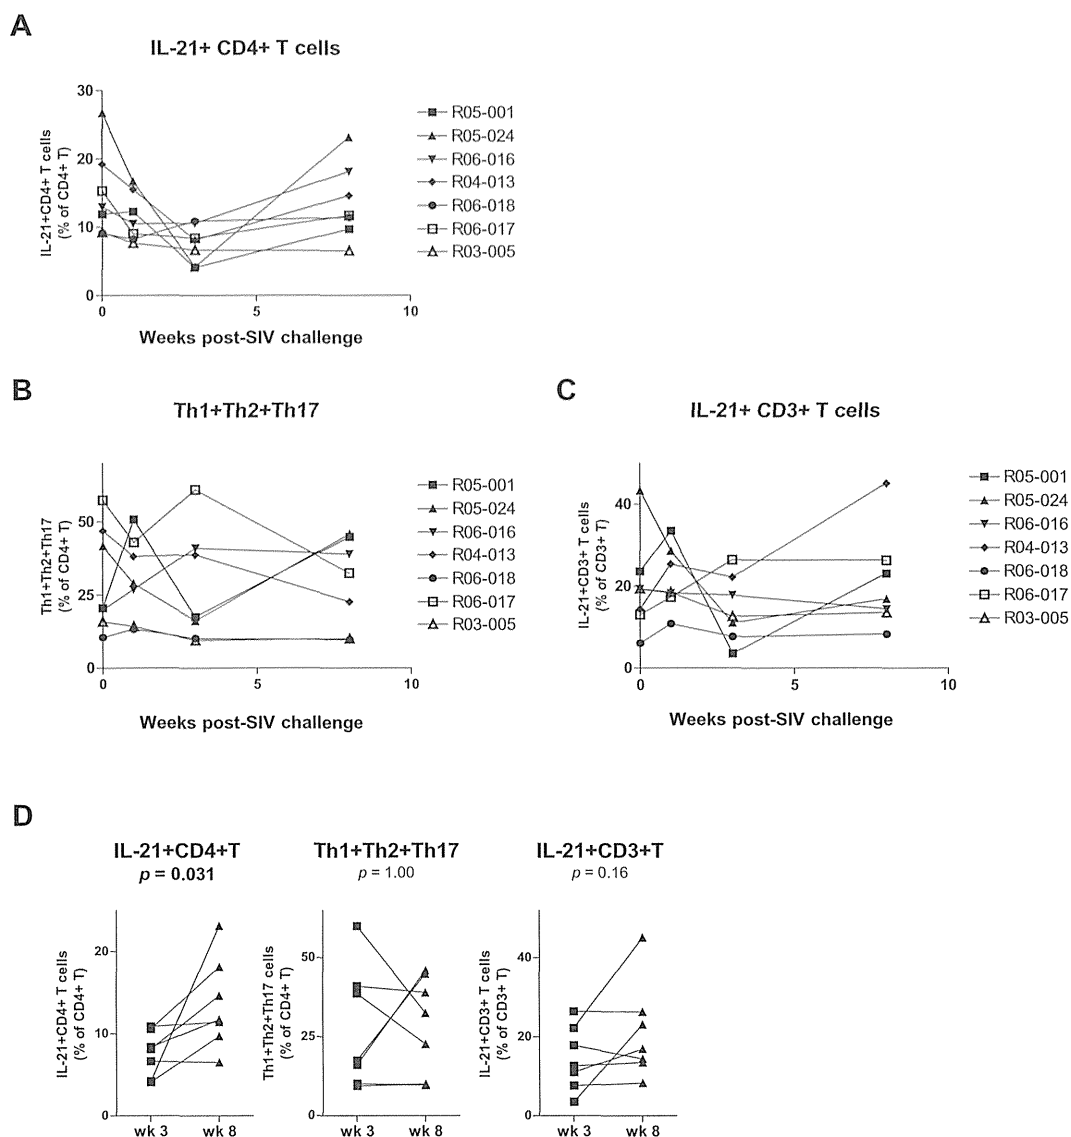 A
IL-21+ CD4+ T cells
IL-21+CD4+ T cells
(% of CD4+ T)
30
20
10
0
0
5
10
Weeks post-SIV challenge
R05-001
R05-024
R06-016
R04-013
R06-018
R06-017
R03-005
B
Th1+Th2+Th17
Th1+Th2+Th17
(% of CD4+ T)
50
25
0
0
5
10
Weeks post-SIV challenge
R05-001
R05-024
R06-016
R04-013
R06-018
R06-017
R03-005
C
IL-21+ CD3+ T cells
IL-21+CD3+ T cells
(% of CD3+ T)
40
20
0
0
5
10
Weeks post-SIV challenge
R05-001
R05-024
R06-016
R04-013
R06-018
R06-017
R03-005
D
IL-21+CD4+T
p = 0.031
IL-21+CD4+ T cells
(% of CD4+ T)
20
10
0
wk 3 wk 8
Th1+Th2+Th17
p = 1.00
Th1+Th2+Th17 cells
(% of CD4+ T)
50
25
0
wk 3 wk 8
IL-21+CD3+T
p = 0.16
IL-21+CD3+ T cells
(% of CD3+ T)
40
20
0
wk 3 wk 8